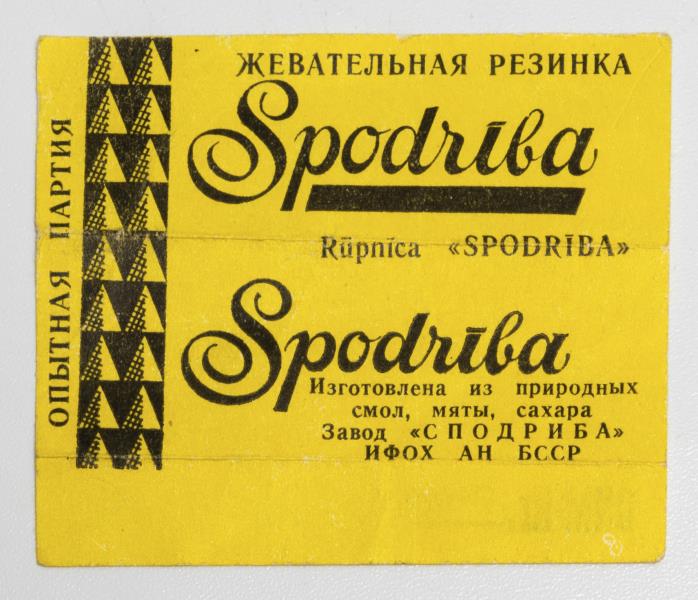 ЖЕВАТЕЛЬНАЯ РЕЗИНКА
Spodrība
Rūpnīca «SPODRĪBA»
Spodrība
Изготовлена из природных
смол, мяты, сахара
Завод «СПОДРИБА»
ИФОХ АН БССР
ОПЫТНАЯ ПАРТИЯ